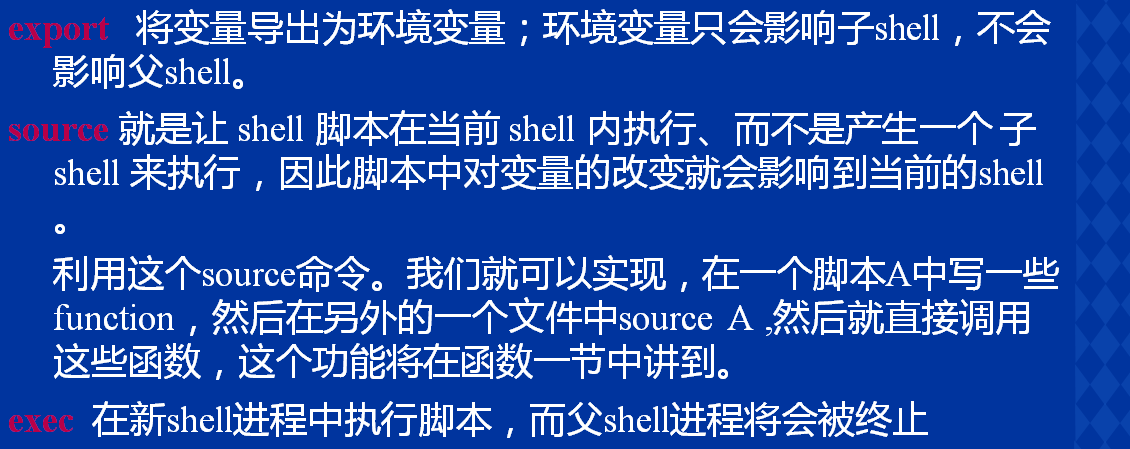 export 将变量导出为环境变量；环境变量只会影响子shell，不会
影响父shell。
source 就是让 shell 脚本在当前 shell 内执行、而不是产生一个 子
shell 来执行，因此脚本中对变量的改变就会影响到当前的shell
。
利用这个source命令。我们就可以实现，在一个脚本A中写一些
function，然后在另外的一个文件中source A ,然后就直接调用
这些函数，这个功能将在函数一节中讲到。
exec 在新shell进程中执行脚本，而父shell进程将会被终止